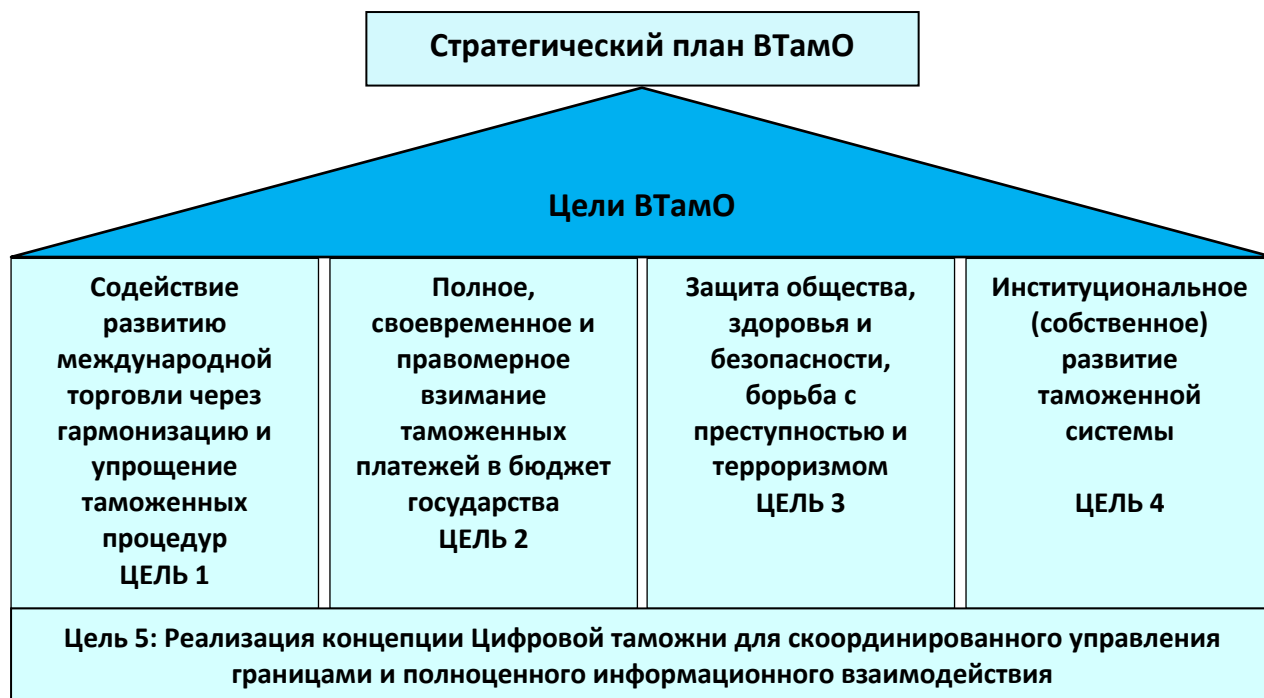 Стратегический план ВТамО
Цели ВТамО
Содействие
развитию
международной
торговли через
гармонизацию и
упрощение
таможенных
процедур
ЦЕЛЬ 1
Полное,
своевременное и
правомерное
взимание
таможенных
платежей в бюджет
государства
ЦЕЛЬ 2
Защита общества,
здоровья и
безопасности,
борьба с
преступностью и
терроризмом
ЦЕЛЬ 3
Институциональное
(собственное)
развитие
таможенной
системы
ЦЕЛЬ 4
Цель 5: Реализация концепции Цифровой таможни для скоординированного управления
границами и полноценного информационного взаимодействия